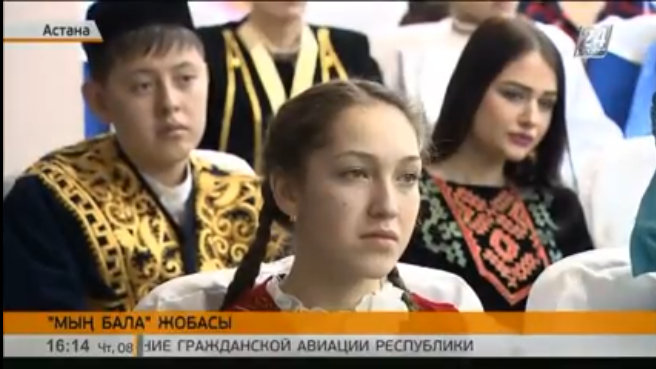 Астана
24
"МЫҢ БАЛА" ЖОБАСЫ
16:14 Чт, 08 НИЕ ГРАЖДАНСКОЙ АВИАЦИИ РЕСПУБЛИКИ